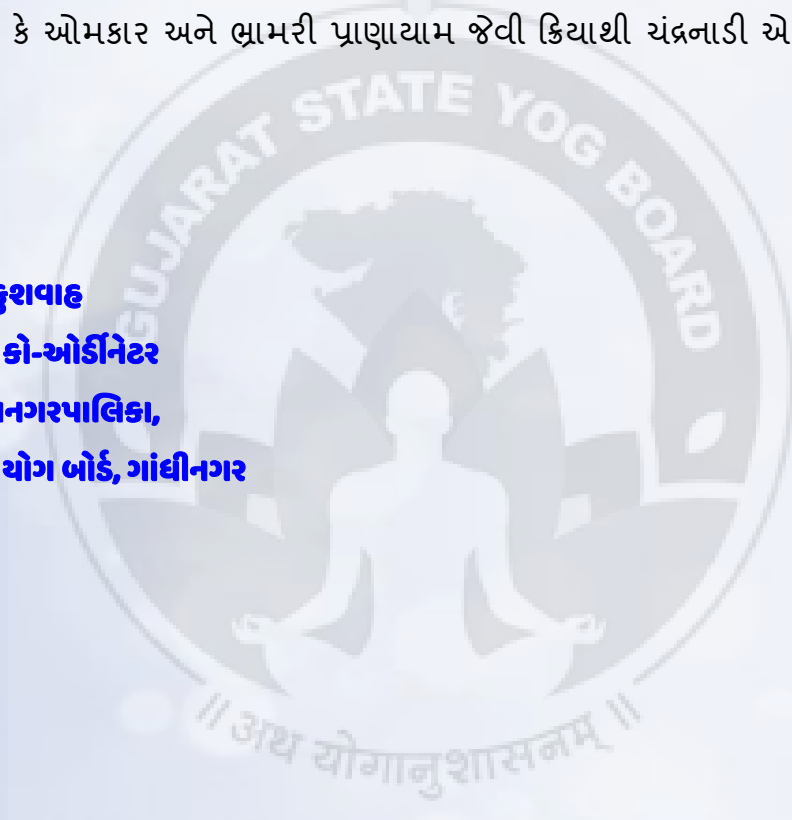 કે ઓમકાર અને ભ્રામરી પ્રાણાયામ જેવી ક્રિયાથી ચંદ્રનાડી એ
GUJARAT STATE YOG BOARD
કુશવાહ
કો-ઓર્ડીનેટર
નગરપાલિકા,
યોગ બોર્ડ, ગાંધીનગર
॥ अथ योगानुशासनम् ॥